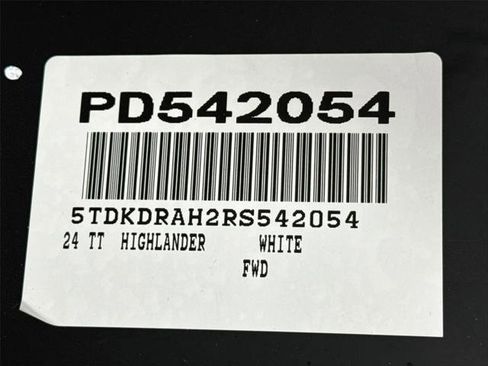 PD542054
5TDKDRAH2RS542054
24 TT HIGHLANDER WHITE
FWD